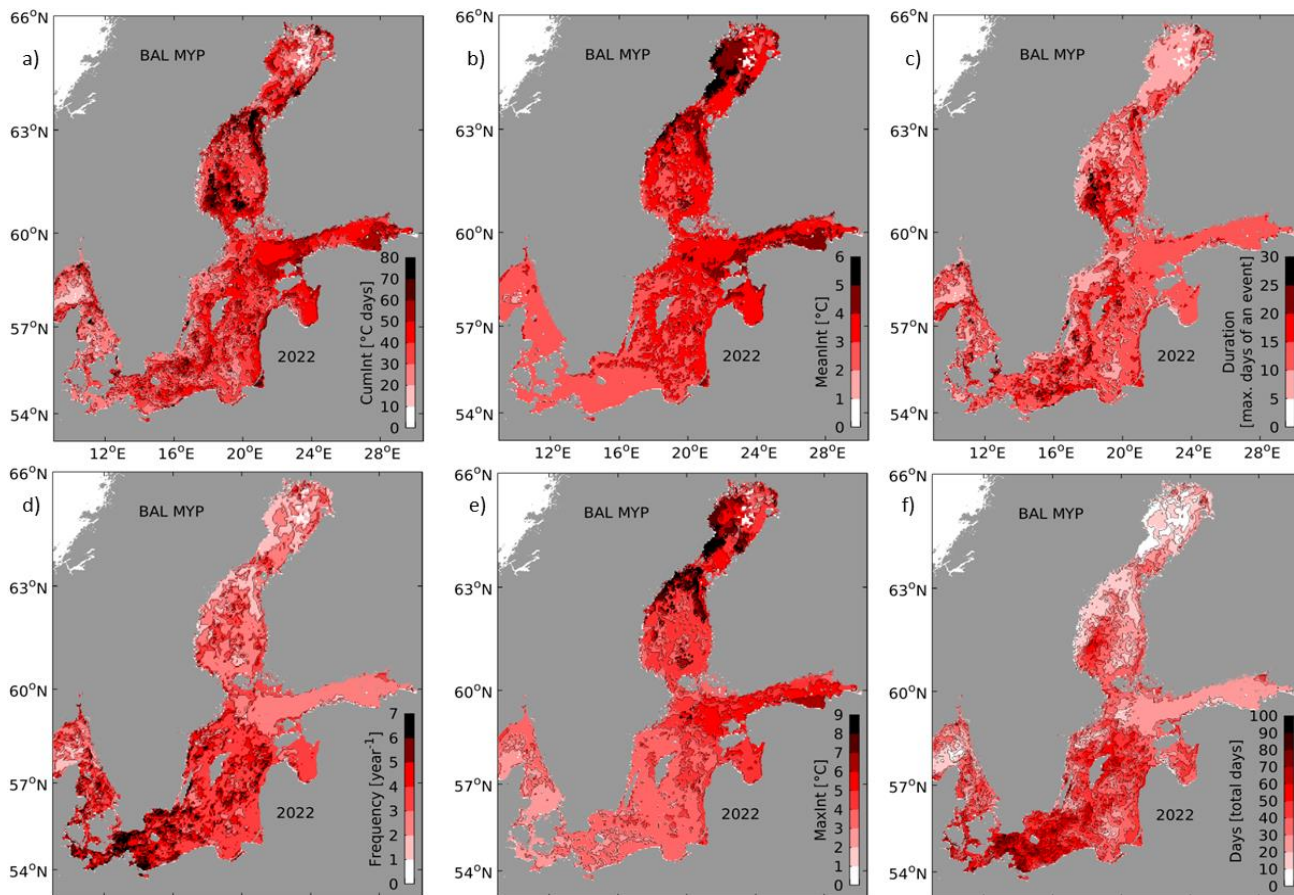 66°N
a)
BAL MYP
63°N
60°N
57°N
54°N
2022
CumInt [°C days]
80
70
60
50
40
30
20
10
0
12°E
16°E
20°E
24°E
28°E
66°N
b)
BAL MYP
63°N
60°N
57°N
54°N
2022
MeanInt [°C]
6
5
4
3
2
1
0
12°E
16°E
20°E
24°E
28°E
66°N
c)
BAL MYP
63°N
60°N
57°N
54°N
2022
Duration
[max. days of an event]
30
25
20
15
10
5
0
12°E
16°E
20°E
24°E
28°E
66°N
d)
BAL MYP
63°N
60°N
57°N
54°N
2022
Frequency [year⁻¹]
7
6
5
4
3
2
1
0
66°N
e)
BAL MYP
63°N
60°N
57°N
54°N
2022
MaxInt [°C]
9
8
7
6
5
4
3
2
1
0
66°N
f)
BAL MYP
63°N
60°N
57°N
54°N
2022
Days [total days]
100
90
80
70
60
50
40
30
20
10
0